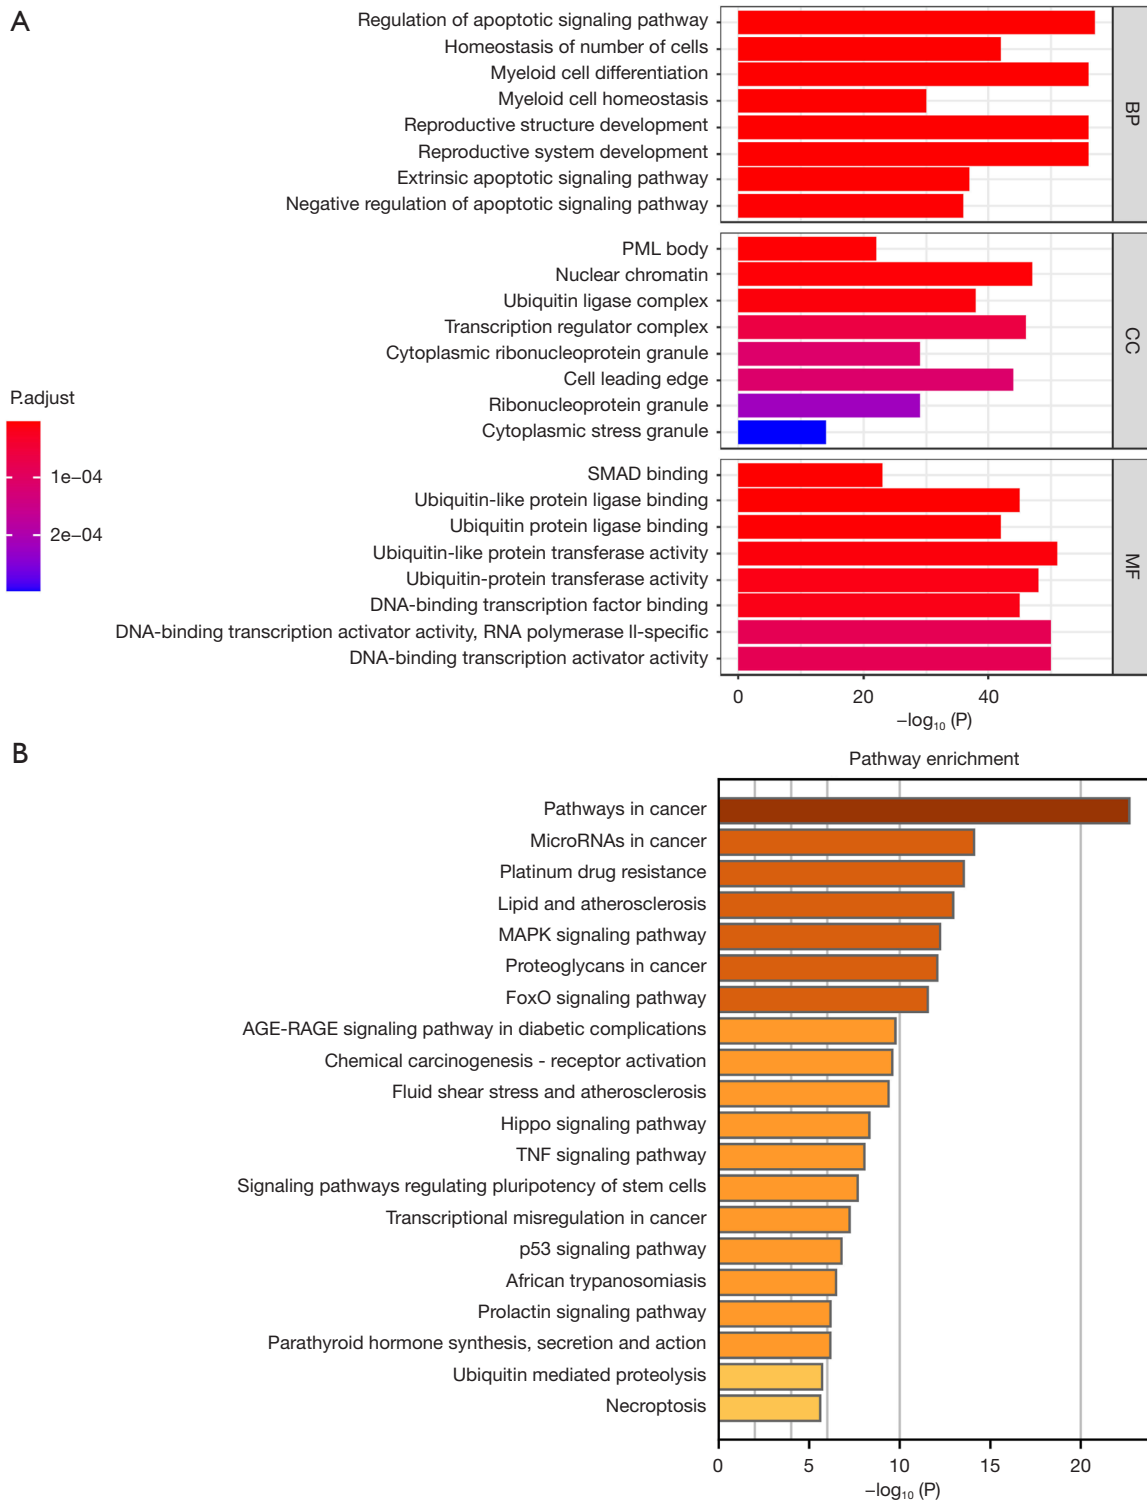 A
Regulation of apoptotic signaling pathway
Homeostasis of number of cells
Myeloid cell differentiation
Myeloid cell homeostasis
Reproductive structure development
Reproductive system development
Extrinsic apoptotic signaling pathway
Negative regulation of apoptotic signaling pathway
BP
PML body
Nuclear chromatin
Ubiquitin ligase complex
Transcription regulator complex
Cytoplasmic ribonucleoprotein granule
Cell leading edge
Ribonucleoprotein granule
Cytoplasmic stress granule
CC
P.adjust
1e−04
2e−04
SMAD binding
Ubiquitin-like protein ligase binding
Ubiquitin protein ligase binding
Ubiquitin-like protein transferase activity
Ubiquitin-protein transferase activity
DNA-binding transcription factor binding
DNA-binding transcription activator activity, RNA polymerase II-specific
DNA-binding transcription activator activity
MF
0 20 40
−log₁₀ (P)
B
Pathway enrichment
Pathways in cancer
MicroRNAs in cancer
Platinum drug resistance
Lipid and atherosclerosis
MAPK signaling pathway
Proteoglycans in cancer
FoxO signaling pathway
AGE-RAGE signaling pathway in diabetic complications
Chemical carcinogenesis - receptor activation
Fluid shear stress and atherosclerosis
Hippo signaling pathway
TNF signaling pathway
Signaling pathways regulating pluripotency of stem cells
Transcriptional misregulation in cancer
p53 signaling pathway
African trypanosomiasis
Prolactin signaling pathway
Parathyroid hormone synthesis, secretion and action
Ubiquitin mediated proteolysis
Necroptosis
0 5 10 15 20
−log₁₀ (P)